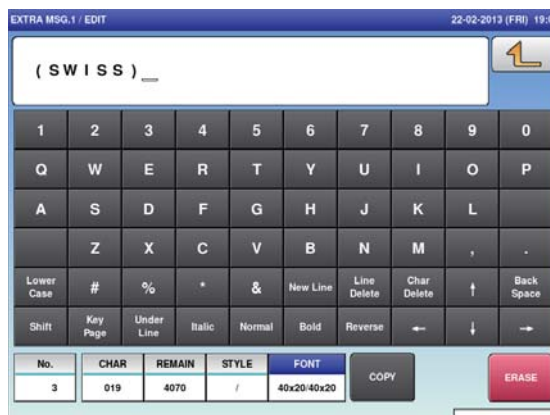 EXTRA MSG.1 / EDIT 22-02-2013 (FRI) 19:
(SWISS)_
1 2 3 4 5 6 7 8 9 0
Q W E R T Y U I O P
A S D F G H J K L
Z X C V B N M , .
Lower Case # % * & New Line Line Delete Char Delete ↑ Back Space
Shift Key Page Under Line Italic Normal Bold Reverse ← ↓ →
No. CHAR REMAIN STYLE FONT COPY ERASE
3 019 4070 / 40x20/40x20